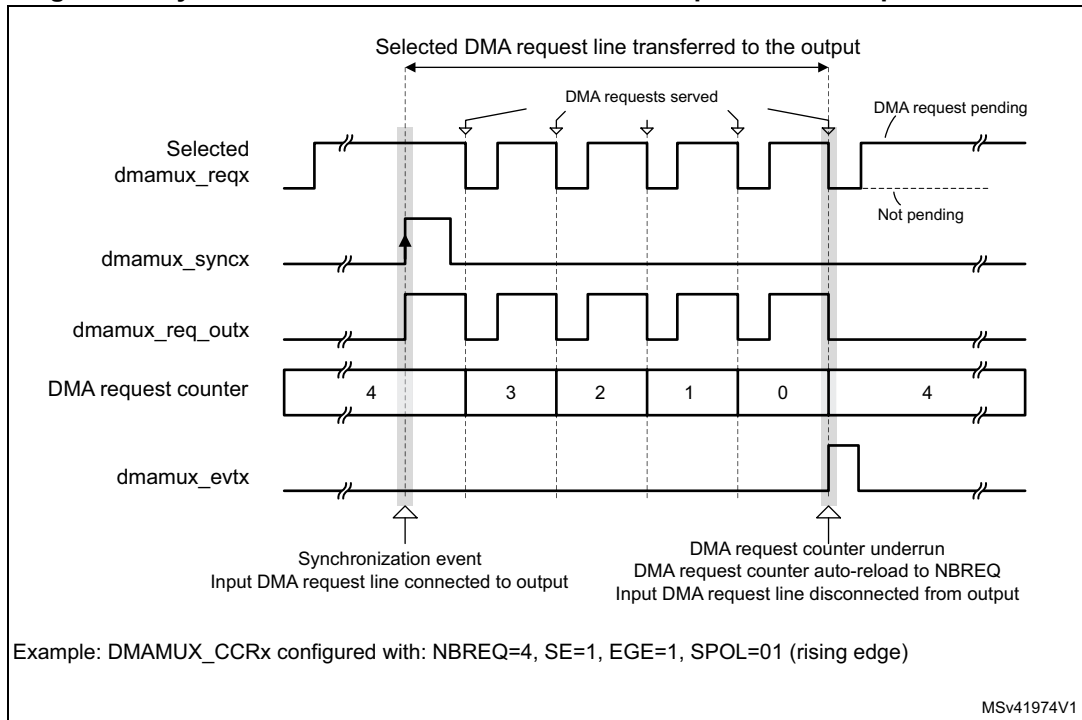 Selected DMA request line transferred to the output
DMA requests served
DMA request pending
Selected
dmamux_reqx
Not pending
dmamux_syncx
dmamux_req_outx
DMA request counter
4
3
2
1
0
4
dmamux_evtx
Synchronization event
Input DMA request line connected to output
DMA request counter underrun
DMA request counter auto-reload to NBREQ
Input DMA request line disconnected from output
Example: DMAMUX_CCRx configured with: NBREQ=4, SE=1, EGE=1, SPOL=01 (rising edge)
MSv41974V1